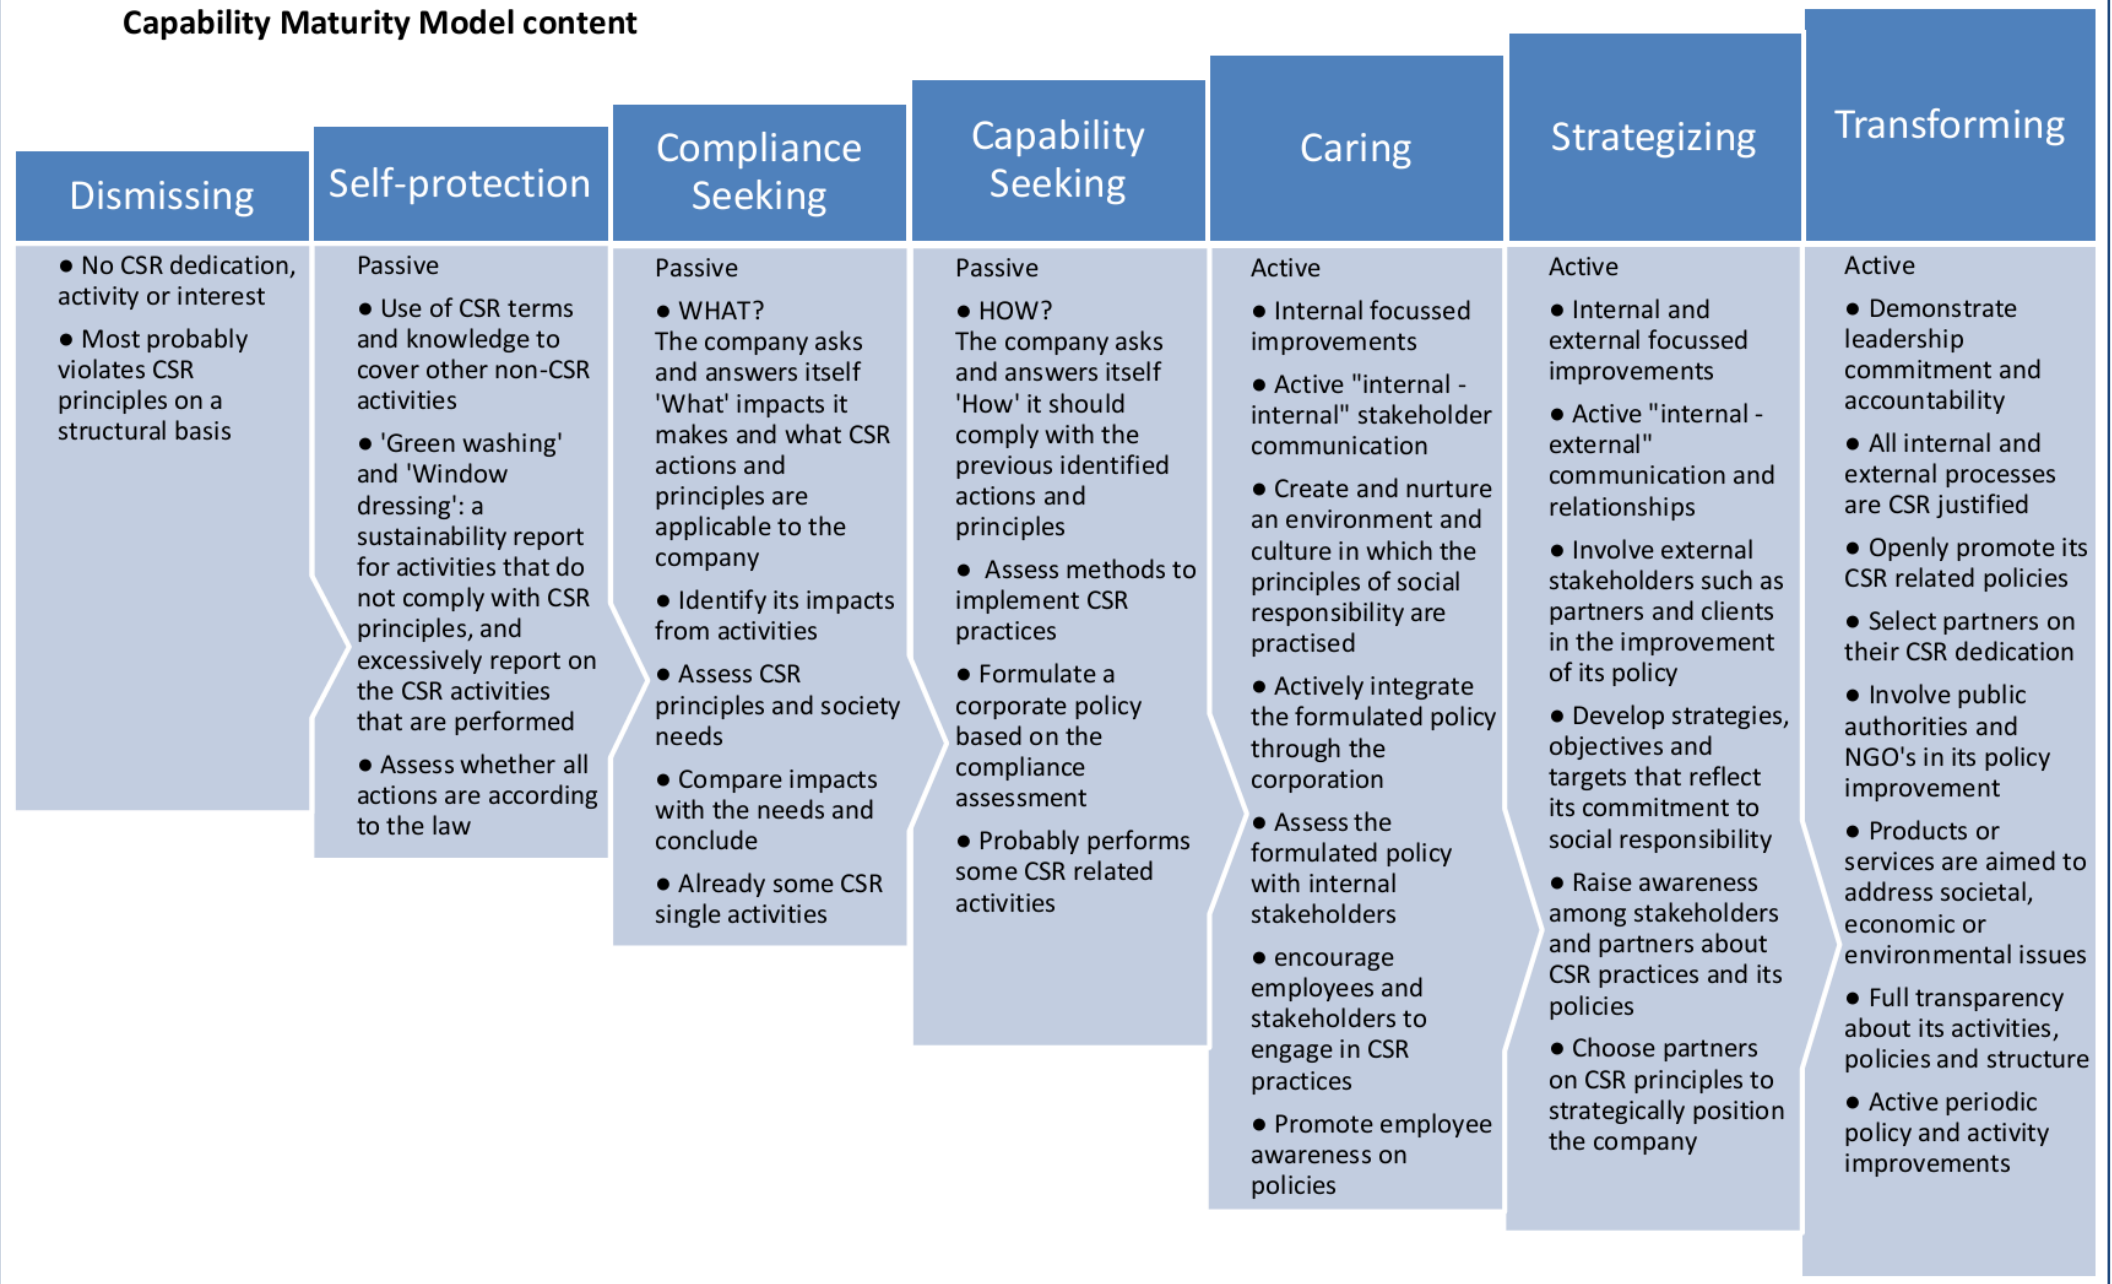 Capability Maturity Model content
Dismissing
● No CSR dedication,
activity or interest
● Most probably
violates CSR
principles on a
structural basis
Self-protection
Passive
● Use of CSR terms
and knowledge to
cover other non-CSR
activities
● 'Green washing'
and 'Window
dressing': a
sustainability report
for activities that do
not comply with CSR
principles, and
excessively report on
the CSR activities
that are performed
● Assess whether all
actions are according
to the law
Compliance
Seeking
Passive
● WHAT?
The company asks
and answers itself
'What' impacts it
makes and what CSR
actions and
principles are
applicable to the
company
● Identify its impacts
from activities
● Assess CSR
principles and society
needs
● Compare impacts
with the needs and
conclude
● Already some CSR
single activities
Capability
Seeking
Passive
● HOW?
The company asks
and answers itself
'How' it should
comply with the
previous identified
actions and
principles
● Assess methods to
implement CSR
practices
● Formulate a
corporate policy
based on the
compliance
assessment
● Probably performs
some CSR related
activities
Caring
Active
● Internal focussed
improvements
● Active "internal -
internal" stakeholder
communication
● Create and nurture
an environment and
culture in which the
principles of social
responsibility are
practised
● Actively integrate
the formulated policy
through the
corporation
● Assess the
formulated policy
with internal
stakeholders
● encourage
employees and
stakeholders to
engage in CSR
practices
● Promote employee
awareness on
policies
Strategizing
Active
● Internal and
external focussed
improvements
● Active "internal -
external"
communication and
relationships
● Involve external
stakeholders such as
partners and clients
in the improvement
of its policy
● Develop strategies,
objectives and
targets that reflect
its commitment to
social responsibility
● Raise awareness
among stakeholders
and partners about
CSR practices and its
policies
● Choose partners
on CSR principles to
strategically position
the company
Transforming
Active
● Demonstrate
leadership
commitment and
accountability
● All internal and
external processes
are CSR justified
● Openly promote its
CSR related policies
● Select partners on
their CSR dedication
● Involve public
authorities and
NGO's in its policy
improvement
● Products or
services are aimed to
address societal,
economic or
environmental issues
● Full transparency
about its activities,
policies and structure
● Active periodic
policy and activity
improvements